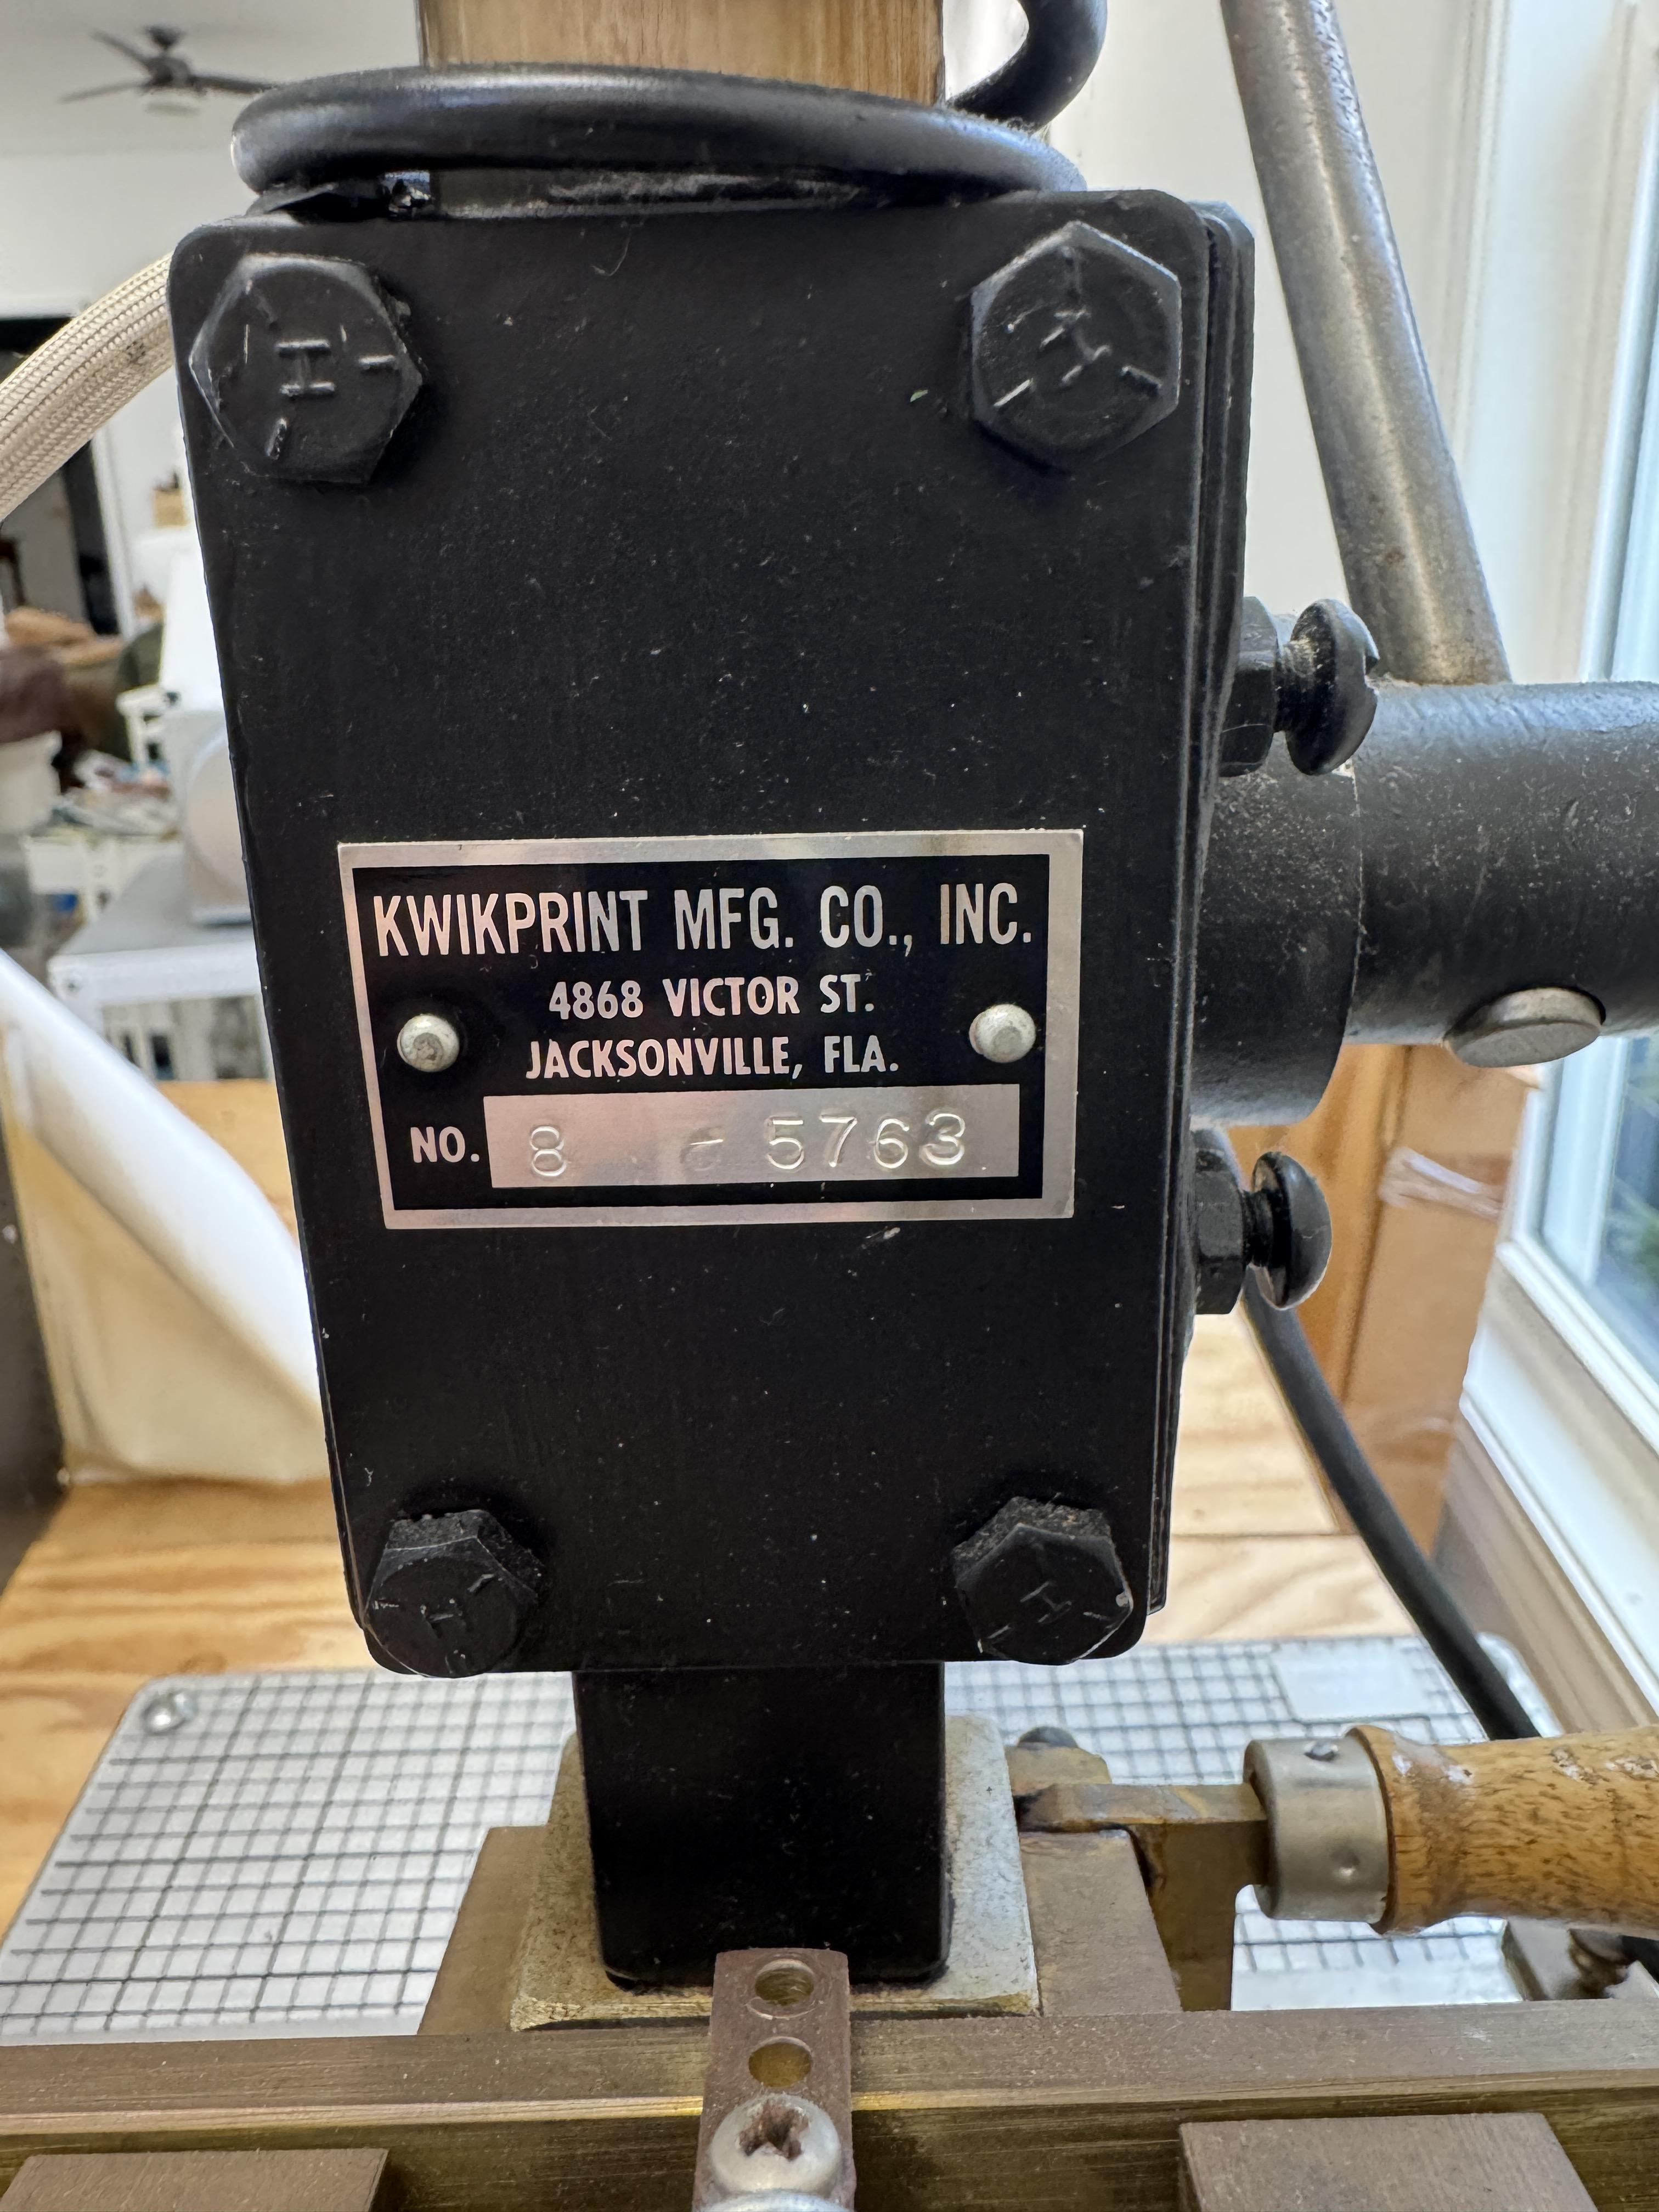 KWIKPRINT MFG. CO., INC.
4868 VICTOR ST.
JACKSONVILLE, FLA.
NO. 8 - 5763
H
H
H
H